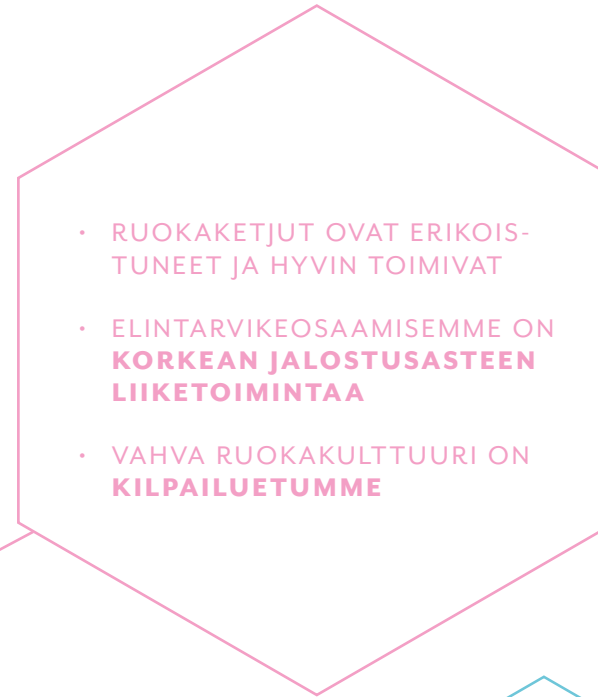 • RUOKAKETJUT OVAT ERIKOIS-
TUNEET JA HYVIN TOIMIVAT
• ELINTARVIKEOSAAMISEMME ON
KORKEAN JALOSTUSASTEEN
LIIKETOIMINTAA
• VAHVA RUOKAKULTTUURI ON
KILPAILUETUMME